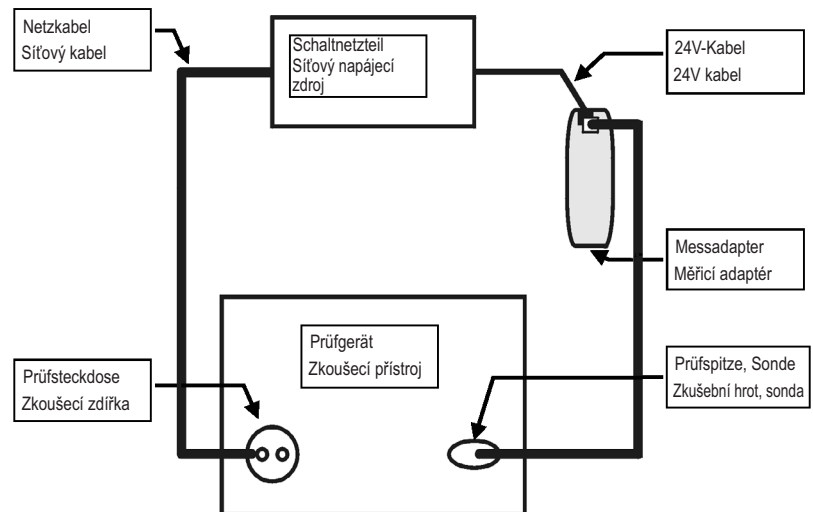 Netzkabel
Síťový kabel
Schaltnetzteil
Síťový napájecí
zdroj
24V-Kabel
24V kabel
Messadapter
Měřicí adaptér
Prüfgerät
Zkoušecí přístroj
Prüfsteckdose
Zkoušecí zdířka
Prüfspitze, Sonde
Zkušební hrot, sonda